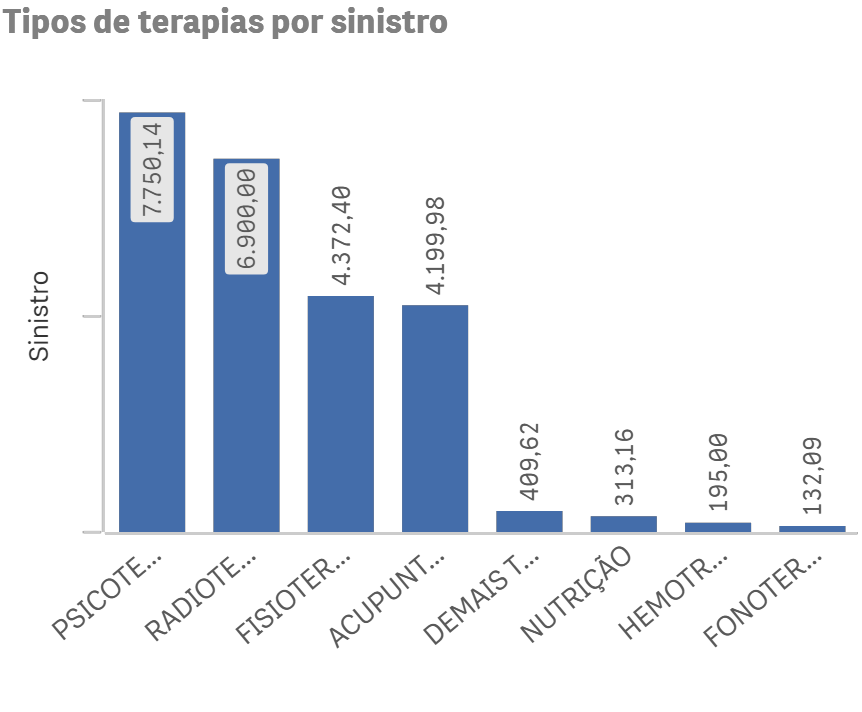 Tipos de terapias por sinistro
Sinistro
7.750,14
6.900,00
4.372,40
4.199,98
409,62
313,16
195,00
132,09
PSICOTE...
RADIOTE...
FISIOTER...
ACUPUNT...
DEMAIS T...
NUTRIÇÃO
HEMOTR...
FONOTER...